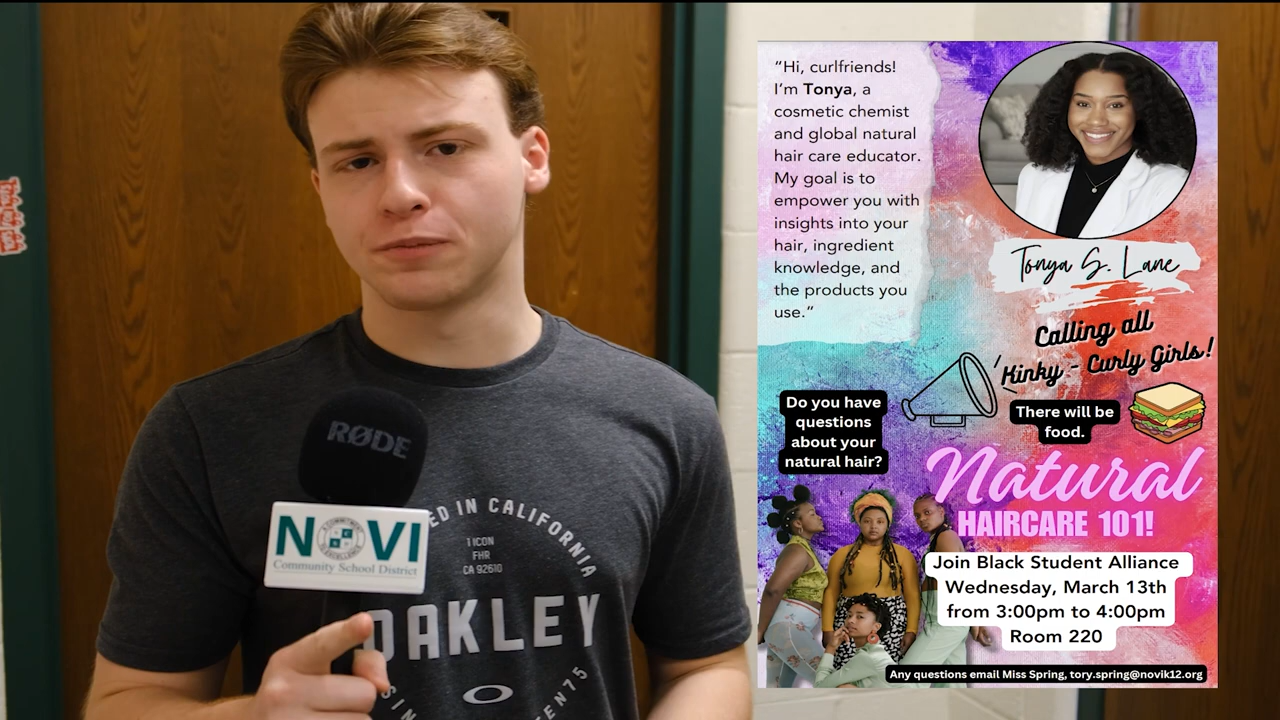 RØDE
NOVI
Community School District
ED IN CALIFORNIA
1 ICON
FHR
CA 92610
OAKLEY
“Hi, curlfriends!
I’m Tonya, a
cosmetic chemist
and global natural
hair care educator.
My goal is to
empower you with
insights into your
hair, ingredient
knowledge, and
the products you
use.”
Tonya S. Lane
Calling all
Kinky - Curly Girls!
There will be
food.
Do you have
questions
about your
natural hair?
Natural
HAIRCARE 101!
Join Black Student Alliance
Wednesday, March 13th
from 3:00pm to 4:00pm
Room 220
Any questions email Miss Spring, tory.spring@novik12.org